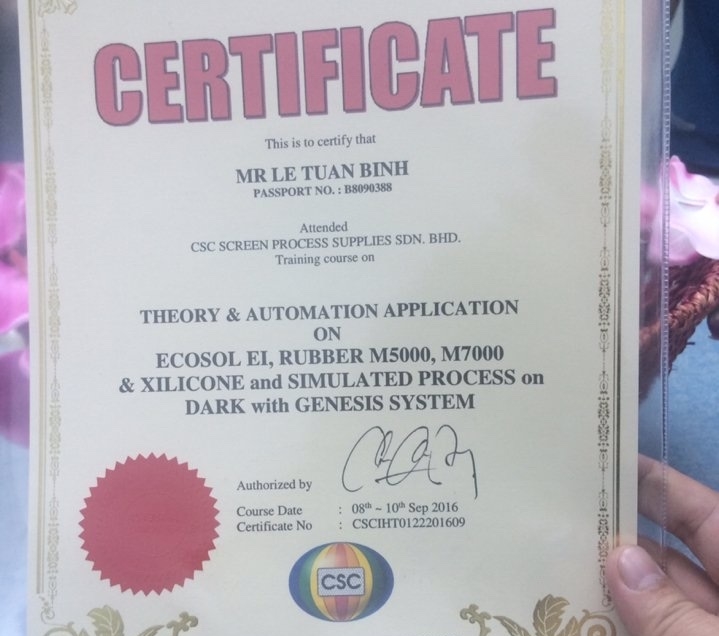 CERTIFICATE
This is to certify that
MR LE TUAN BINH
PASSPORT NO. : B8090388
Attended
CSC SCREEN PROCESS SUPPLIES SDN. BHD.
Training course on
THEORY & AUTOMATION APPLICATION
ON
ECOSOL EI, RUBBER M5000, M7000
& XILICONE and SIMULATED PROCESS on
DARK with GENESIS SYSTEM
Authorized by
Course Date : 08th ~ 10th Sep 2016
Certificate No : CSCIHT0122201609
CSC